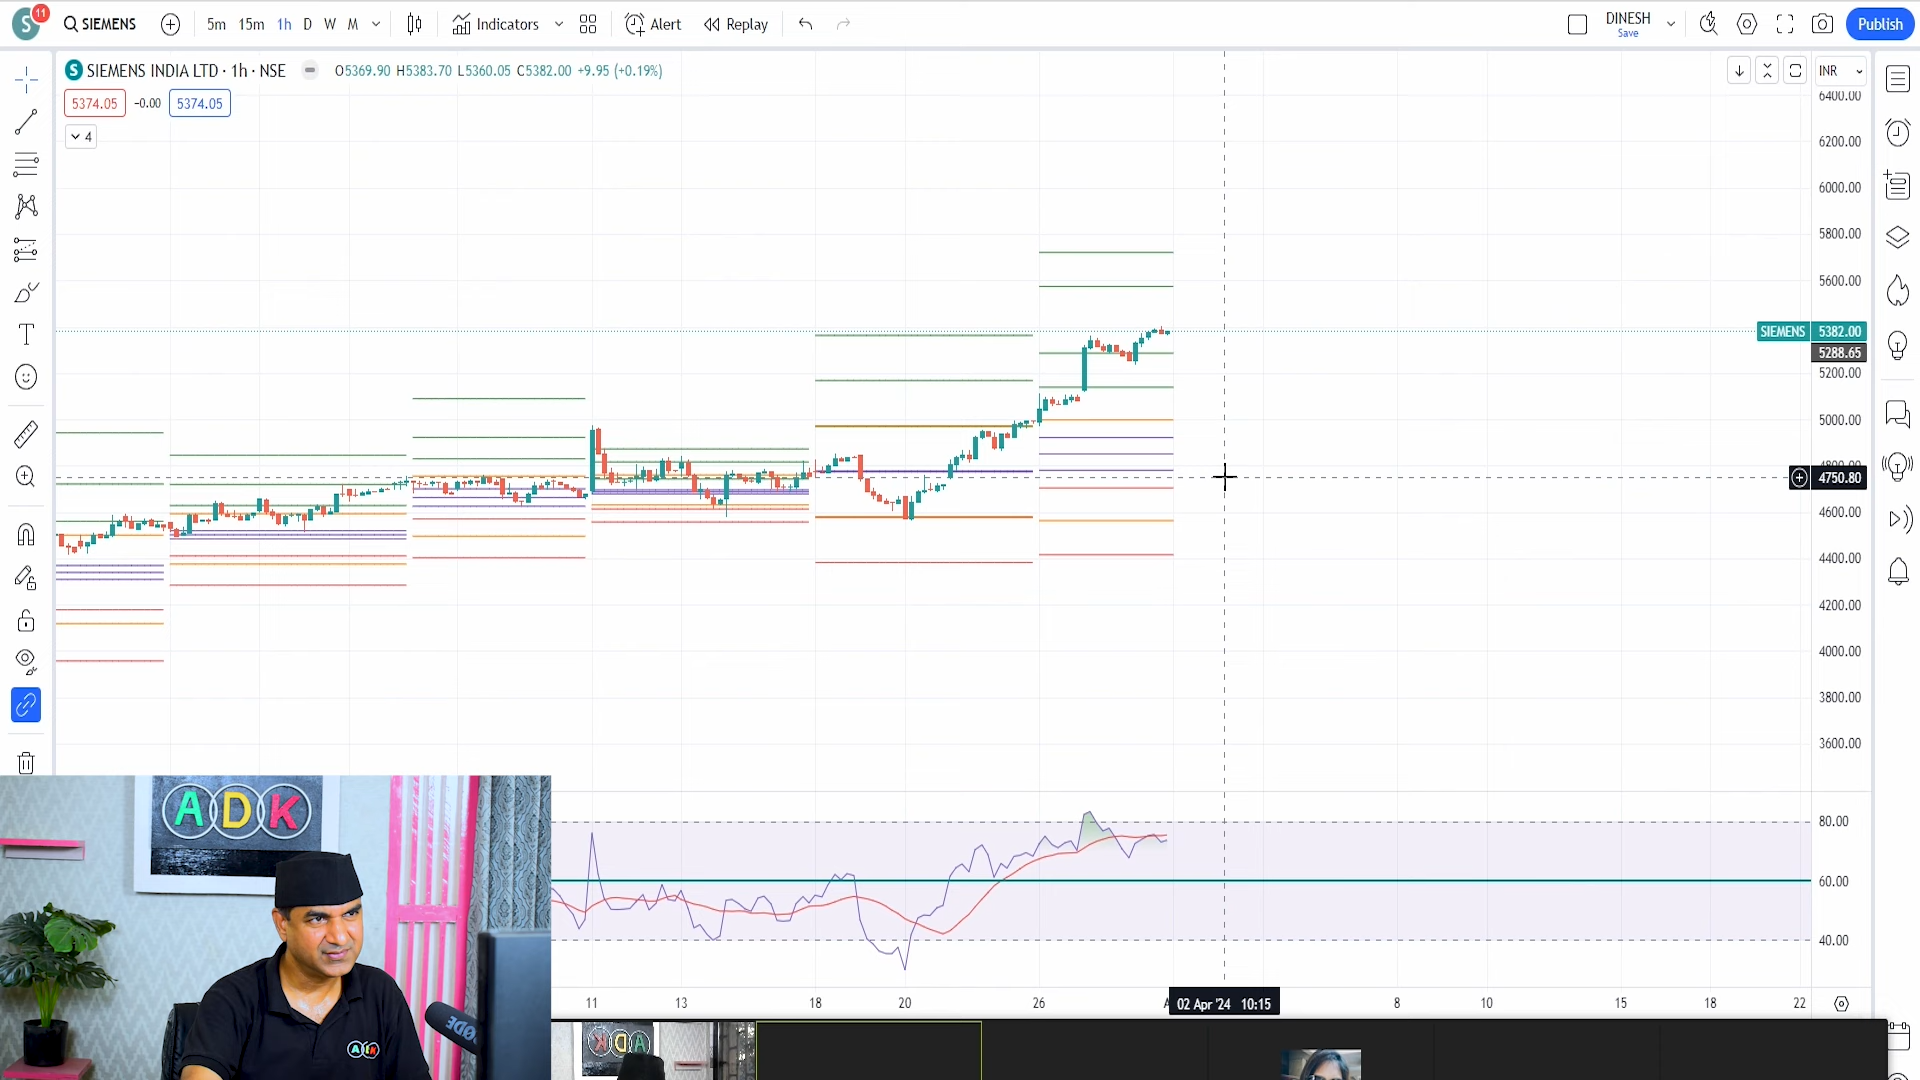 S 11 SIEMENS 5m 15m 1h D W M Indicators Alert Replay DINESH Save Publish
S SIEMENS INDIA LTD · 1h · NSE O5369.90 H5383.70 L5360.05 C5382.00 +9.95 (+0.19%) INR
5374.05 -0.00 5374.05
4
6400.00
6200.00
6000.00
5800.00
5600.00
SIEMENS 5382.00
5288.65
5200.00
5000.00
4750.80
4600.00
4400.00
4200.00
4000.00
3800.00
3600.00
80.00
60.00
40.00
11 13 18 20 26 02 Apr '24 10:15 8 10 15 18 22
ADK
ADK